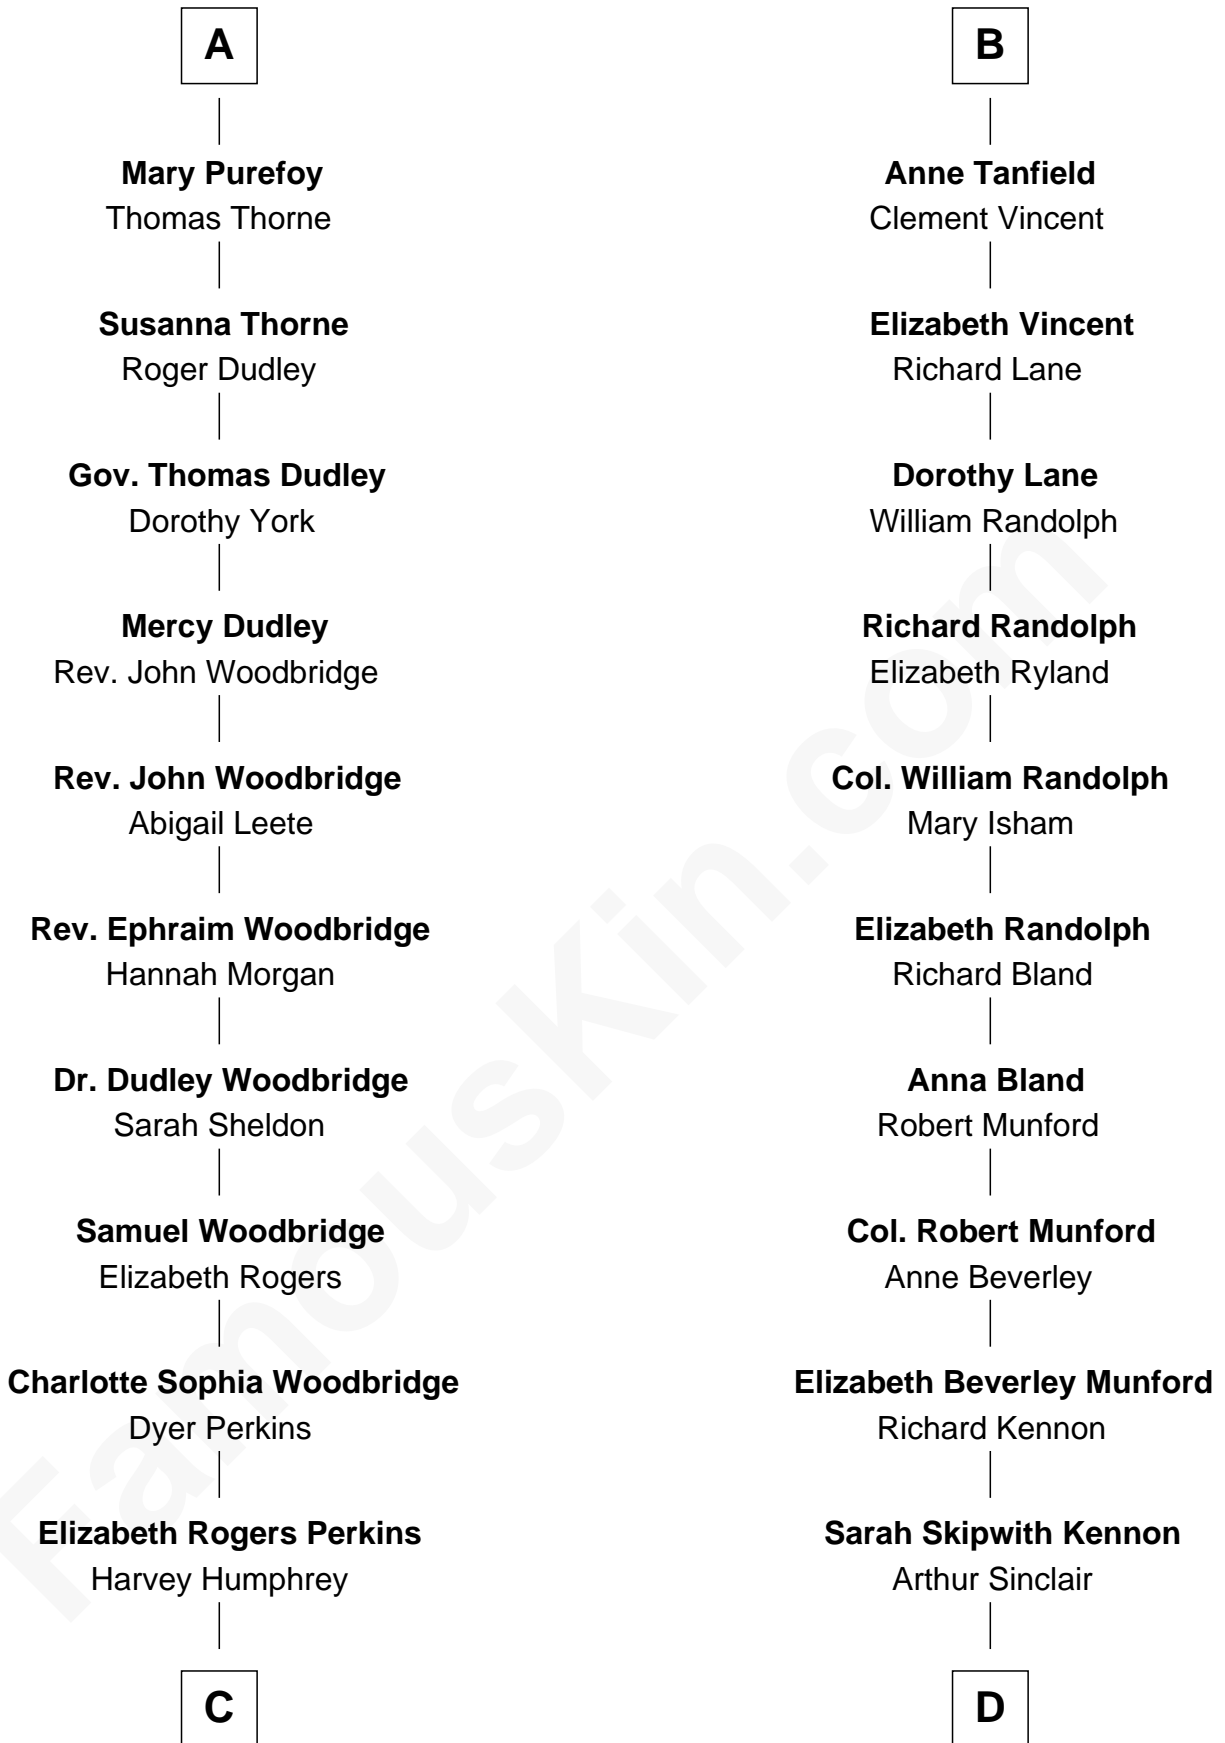 A
Mary Purefoy
Thomas Thorne
Susanna Thorne
Roger Dudley
Gov. Thomas Dudley
Dorothy York
Mercy Dudley
Rev. John Woodbridge
Rev. John Woodbridge
Abigail Leete
Rev. Ephraim Woodbridge
Hannah Morgan
Dr. Dudley Woodbridge
Sarah Sheldon
Samuel Woodbridge
Elizabeth Rogers
Charlotte Sophia Woodbridge
Dyer Perkins
Elizabeth Rogers Perkins
Harvey Humphrey
C
B
Anne Tanfield
Clement Vincent
Elizabeth Vincent
Richard Lane
Dorothy Lane
William Randolph
Richard Randolph
Elizabeth Ryland
Col. William Randolph
Mary Isham
Elizabeth Randolph
Richard Bland
Anna Bland
Robert Munford
Col. Robert Munford
Anne Beverley
Elizabeth Beverley Munford
Richard Kennon
Sarah Skipwith Kennon
Arthur Sinclair
D
FamousKin.com